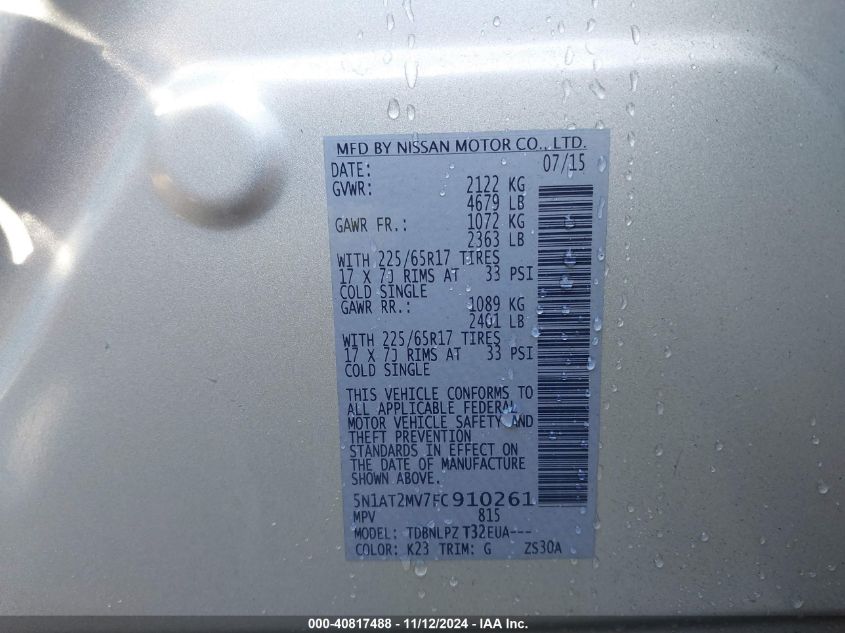 MFD BY NISSAN MOTOR CO., LTD.
DATE: 07/15
GVWR: 2122 KG
4679 LB
GAWR FR.: 1072 KG
2363 LB
WITH 225/65R17 TIRES
17 X 7J RIMS AT 33 PSI
COLD SINGLE
GAWR RR.: 1089 KG
2401 LB
WITH 225/65R17 TIRES
17 X 7J RIMS AT 33 PSI
COLD SINGLE
THIS VEHICLE CONFORMS TO
ALL APPLICABLE FEDERAL
MOTOR VEHICLE SAFETY AND
THEFT PREVENTION
STANDARDS IN EFFECT ON
THE DATE OF MANUFACTURE
SHOWN ABOVE.
5N1AT2MV7FC910261
MPV 815
MODEL: TDBNLPZ T32EUA---
COLOR: K23 TRIM: G ZS30A
000-40817488 - 11/12/2024 - IAA Inc.